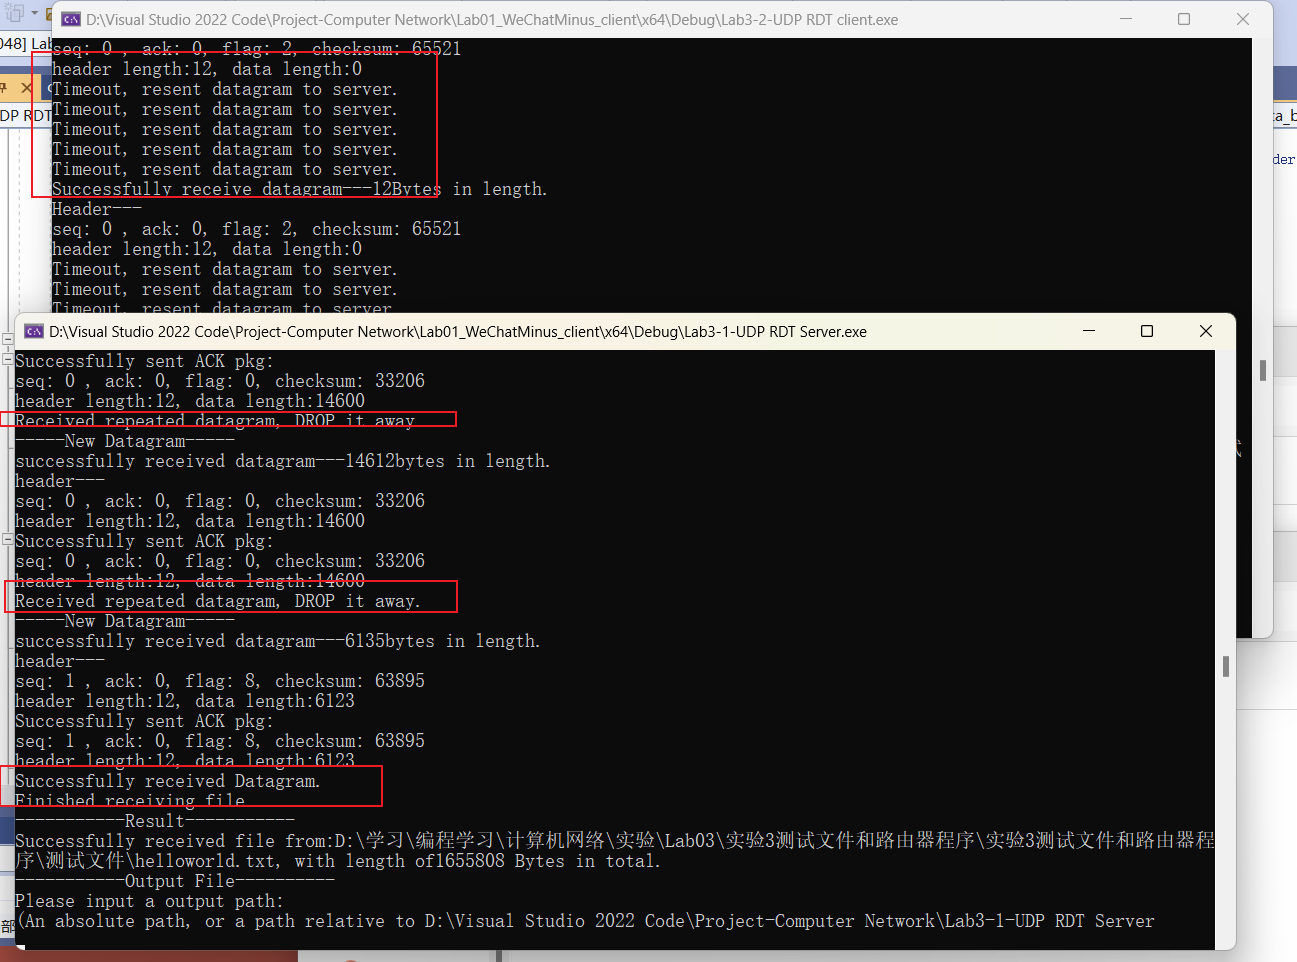 D:\Visual Studio 2022 Code\Project-Computer Network\Lab01_WeChatMinus_client\x64\Debug\Lab3-2-UDP RDT client.exe
048] Lab
seq: 0 , ack: 0, flag: 2, checksum: 65521
header length:12, data length:0
Timeout, resent datagram to server.
Timeout, resent datagram to server.
DP RDT
Timeout, resent datagram to server.
Timeout, resent datagram to server.
Timeout, resent datagram to server.
Successfully receive datagram---12Bytes in length.
Header---
seq: 0 , ack: 0, flag: 2, checksum: 65521
header length:12, data length:0
Timeout, resent datagram to server.
Timeout, resent datagram to server.
Timeout, resent datagram to server.
ta_b
der
D:\Visual Studio 2022 Code\Project-Computer Network\Lab01_WeChatMinus_client\x64\Debug\Lab3-1-UDP RDT Server.exe
Successfully sent ACK pkg:
seq: 0 , ack: 0, flag: 0, checksum: 33206
header length:12, data length:14600
Received repeated datagram, DROP it away.
-----New Datagram-----
successfully received datagram---14612bytes in length.
header---
seq: 0 , ack: 0, flag: 0, checksum: 33206
header length:12, data length:14600
Successfully sent ACK pkg:
seq: 0 , ack: 0, flag: 0, checksum: 33206
header length:12, data length:14600
Received repeated datagram, DROP it away.
-----New Datagram-----
successfully received datagram---6135bytes in length.
header---
seq: 1 , ack: 0, flag: 8, checksum: 63895
header length:12, data length:6123
Successfully sent ACK pkg:
seq: 1 , ack: 0, flag: 8, checksum: 63895
header length:12, data length:6123
Successfully received Datagram.
Finished receiving file
-----------Result-----------
Successfully received file from:D:\学习\编程学习\计算机网络\实验\Lab03\实验3测试文件和路由器程序\实验3测试文件和路由器程
序\测试文件\helloworld.txt, with length of1655808 Bytes in total.
-----------Output File----------
Please input a output path:
(An absolute path, or a path relative to D:\Visual Studio 2022 Code\Project-Computer Network\Lab3-1-UDP RDT Server
部